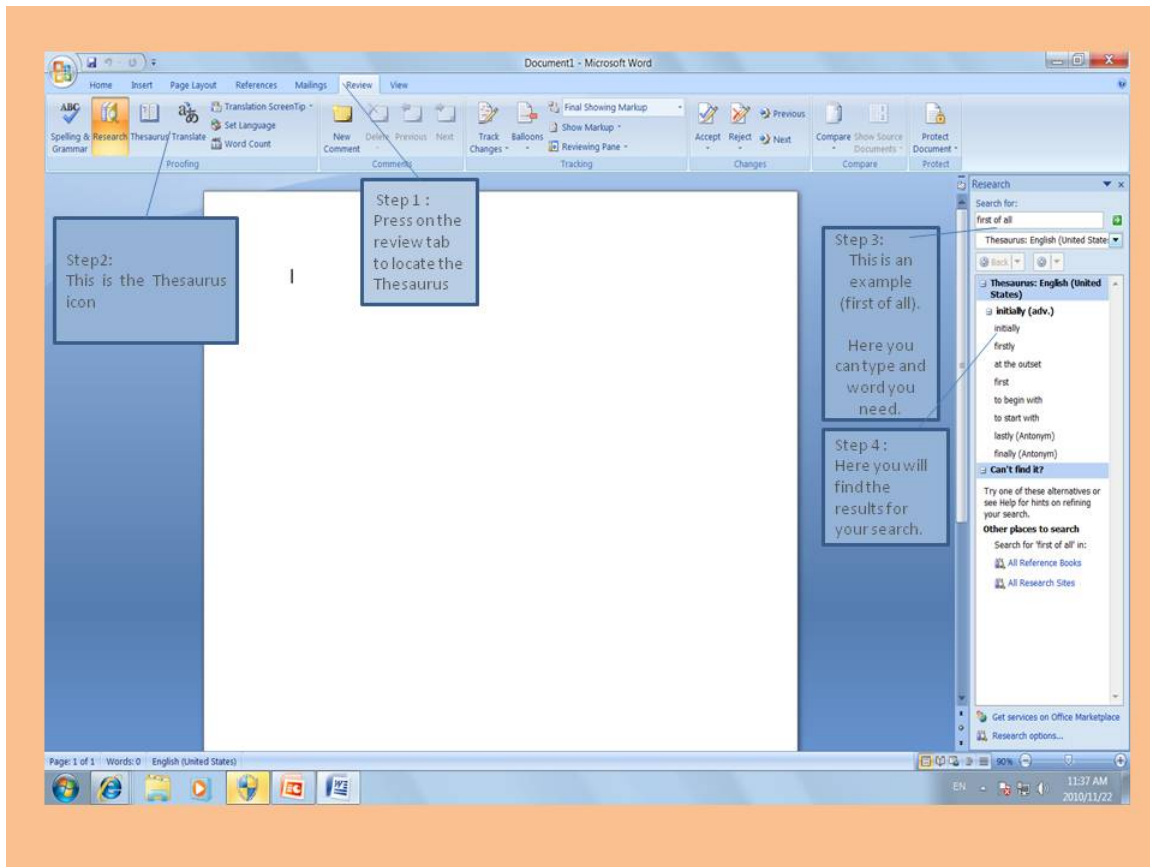 Document1 - Microsoft Word
Home Insert Page Layout References Mailings Review View
ABC
Spelling & Grammar
Research
Thesaurus
Translate
Translation ScreenTip
Set Language
Word Count
Proofing
New Comment
Delete
Previous
Next
Comments
Track Changes
Balloons
Final Showing Markup
Show Markup
Reviewing Pane
Tracking
Accept
Reject
Previous
Next
Changes
Compare
Show Source Documents
Compare
Protect Document
Protect
Step 1 :
Press on the
review tab
to locate the
Thesaurus
Step2:
This is the Thesaurus
icon
Step 3:
This is an
example
(first of all).
Here you
can type and
word you
need.
Step 4 :
Here you will
find the
results for
your search.
Research
Search for:
first of all
Thesaurus: English (United State
Back
Thesaurus: English (United
States)
initially (adv.)
initially
firstly
at the outset
first
to begin with
to start with
lastly (Antonym)
finally (Antonym)
Can't find it?
Try one of these alternatives or
see Help for hints on refining
your search.
Other places to search
Search for 'first of all' in:
All Reference Books
All Research Sites
Get services on Office Marketplace
Research options...
Page: 1 of 1 Words: 0 English (United States)
90%
EN
11:37 AM
2010/11/22